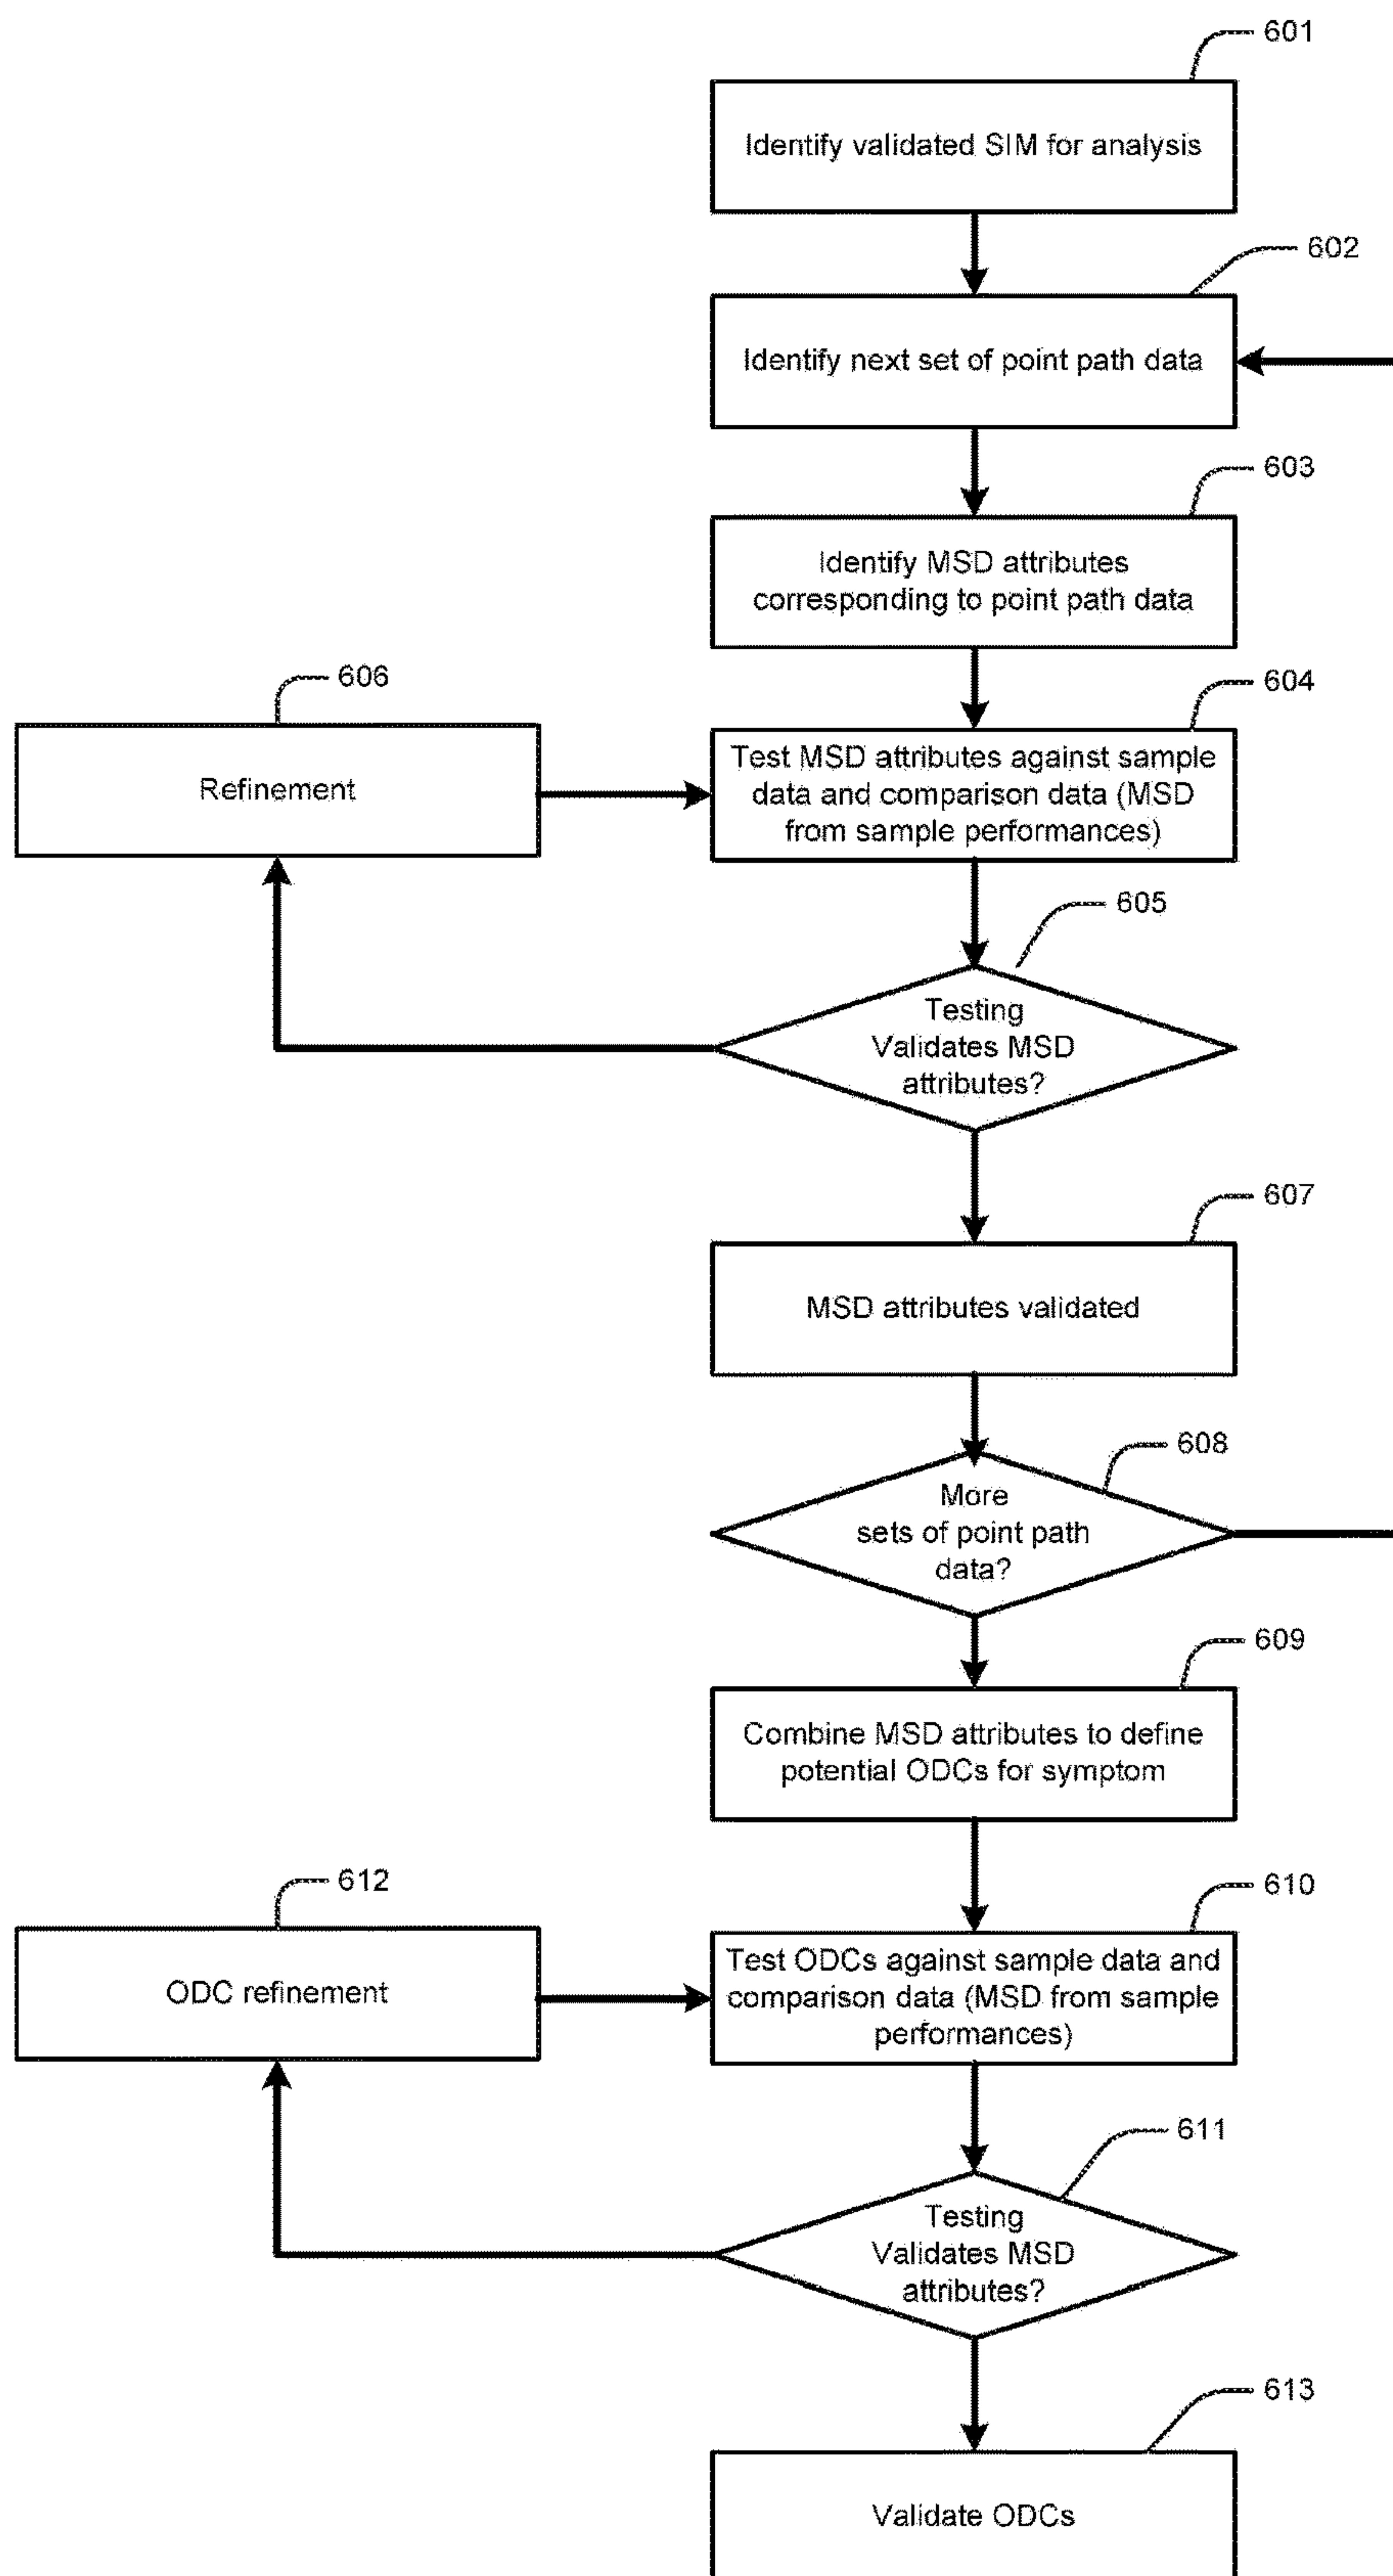 601
Identify validated SIM for analysis
602
Identify next set of point path data
603
Identify MSD attributes
corresponding to point path data
606
604
Refinement
Test MSD attributes against sample
data and comparison data (MSD
from sample performances)
605
Testing
Validates MSD
attributes?
607
MSD attributes validated
608
More
sets of point path
data?
609
Combine MSD attributes to define
potential ODCs for symptom
612
610
ODC refinement
Test ODCs against sample data and
comparison data (MSD from sample
performances)
611
Testing
Validates MSD
attributes?
613
Validate ODCs